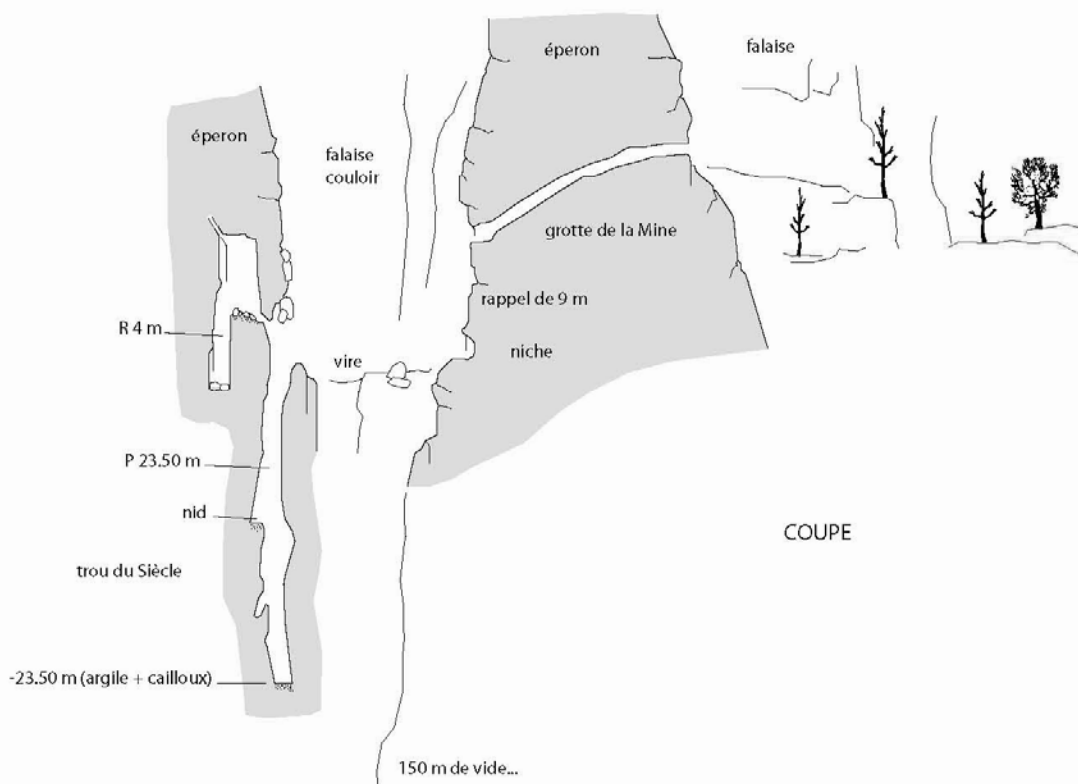 éperon
falaise
éperon
falaise
couloir
grotte de la Mine
rappel de 9 m
R 4 m
niche
vire
P 23.50 m
nid
COUPE
trou du Siècle
-23.50 m (argile + cailloux)
150 m de vide...